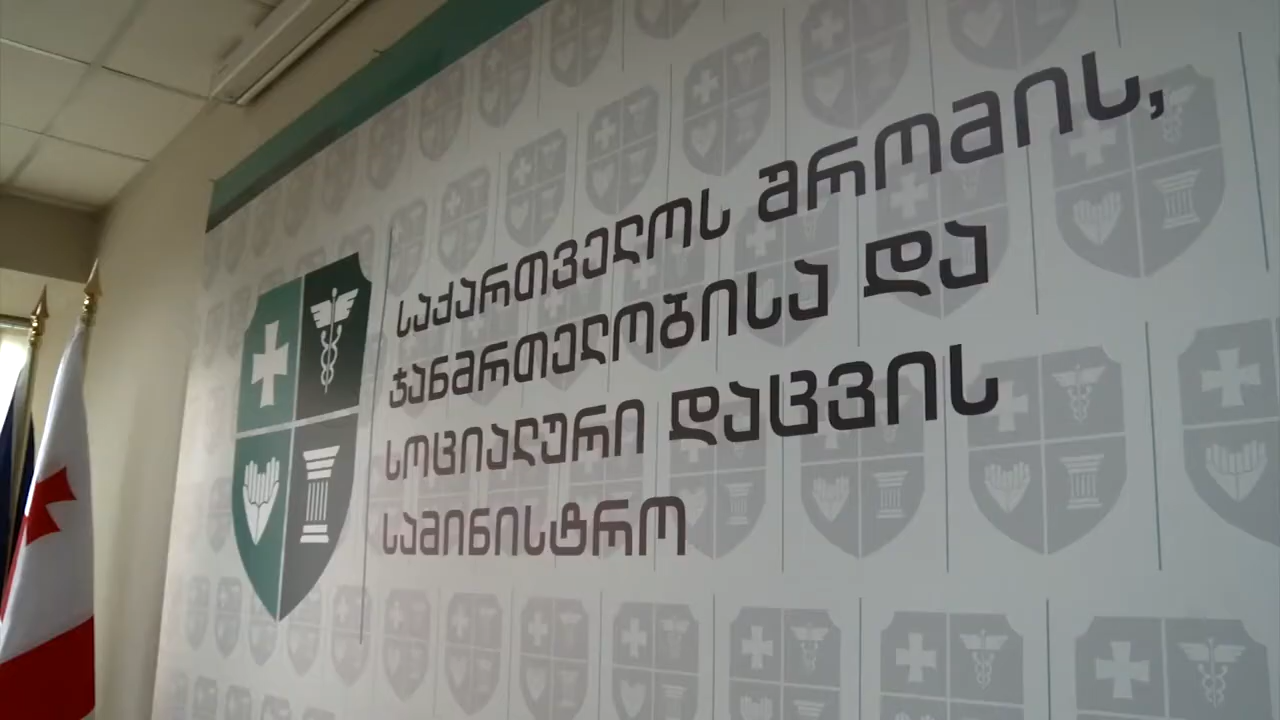 საქართველოს შრომის,
ჯანმრთელობისა და
სოციალური დაცვის
სამინისტრო